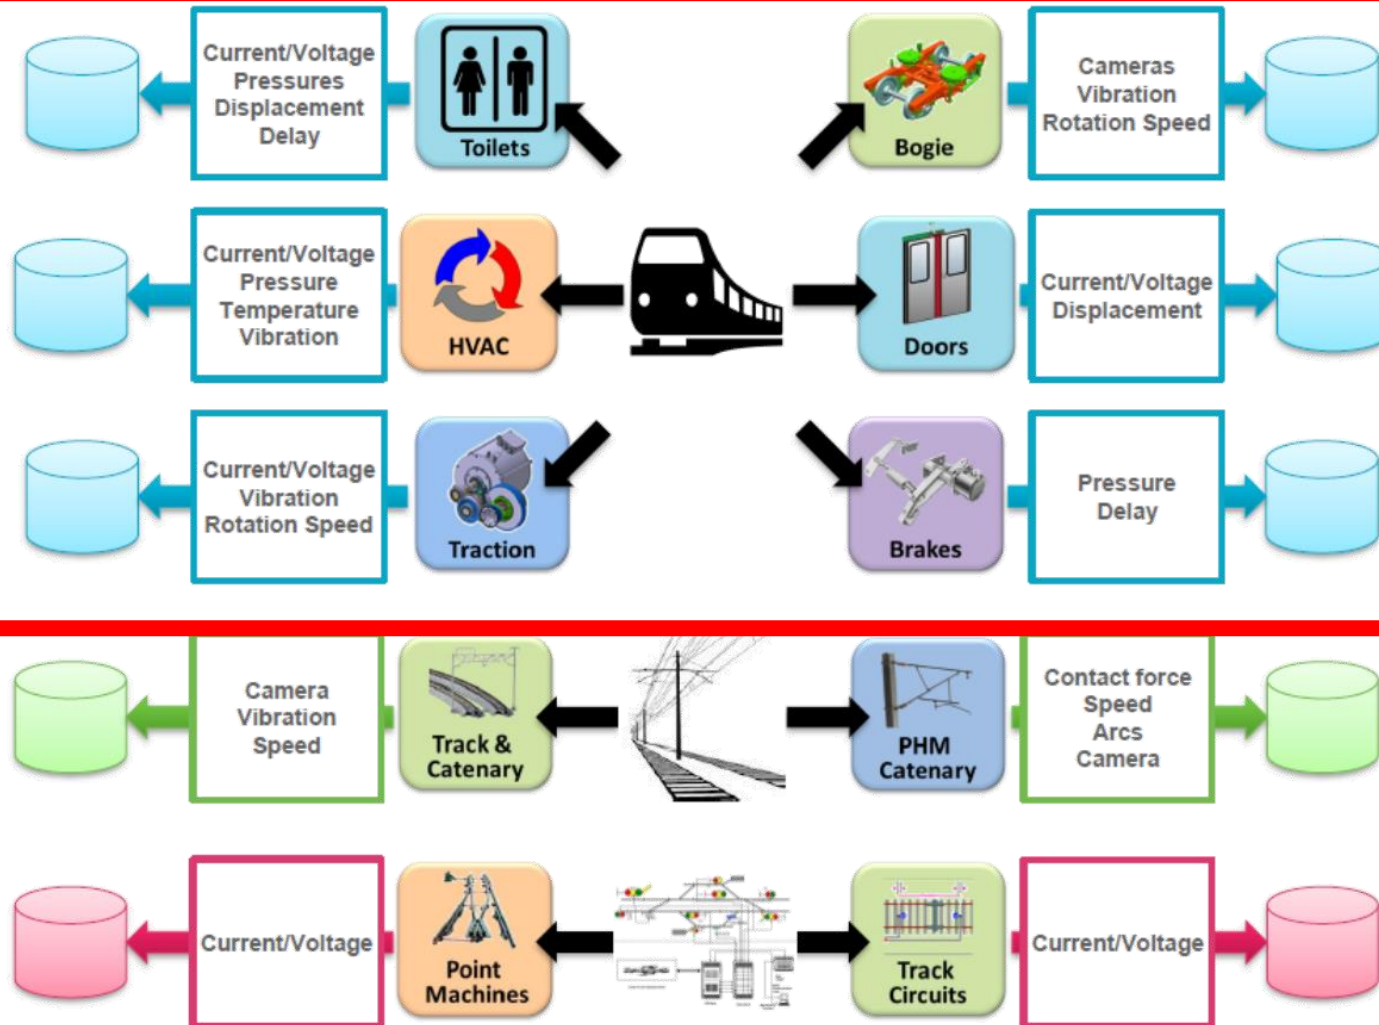 Current/Voltage
Pressures
Displacement
Delay
Toilets
Bogie
Cameras
Vibration
Rotation Speed
Current/Voltage
Pressure
Temperature
Vibration
HVAC
Doors
Current/Voltage
Displacement
Current/Voltage
Vibration
Rotation Speed
Traction
Brakes
Pressure
Delay
Camera
Vibration
Speed
Track &
Catenary
PHM
Catenary
Contact force
Speed
Arcs
Camera
Current/Voltage
Point
Machines
Track
Circuits
Current/Voltage